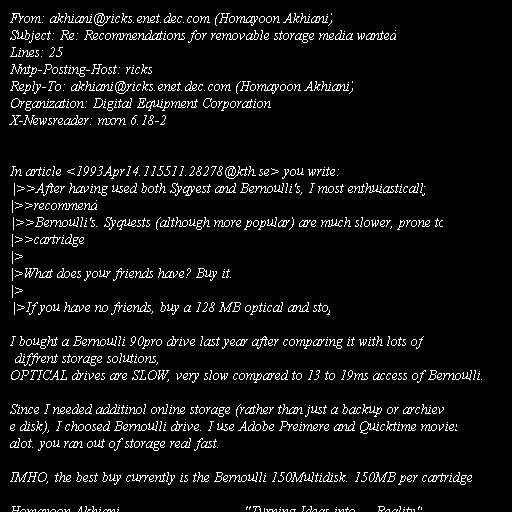 From: akhiani@ricks.enet.dec.com (Homayoon Akhiani)
Subject: Re: Recommendations for removable storage media wanted
Lines: 25
Nntp-Posting-Host: ricks
Reply-To: akhiani@ricks.enet.dec.com (Homayoon Akhiani)
Organization: Digital Equipment Corporation
X-Newsreader: mxrn 6.18-2
In article <1993Apr14.115511.28278@kth.se> you write:
|>>After having used both Syqyest and Bernoulli's, I most enthuiastically
|>>recommend
|>>Bernoulli's. Syquests (although more popular) are much slower, prone to
|>>cartridge
|>
|>What does your friends have? Buy it.
|>
|>If you have no friends, buy a 128 MB optical and
I bought a Bernoulli 90pro drive last year after comparing it with lots of
diffrent storage solutions,
OPTICAL drives are SLOW, very slow compared to 13 to 19ms access of Bernoulli.
Since I needed additinol online storage (rather than just a backup or archiev
e disk), I choosed Bernoulli drive. I use Adobe Preimere and Quicktime movies
alot. you ran out of storage real fast.
IMHO, the best buy currently is the Bernoulli 150Multidisk. 150MB per cartridge
Homayoon Akhiani "Turning Ideas into ... Reality"